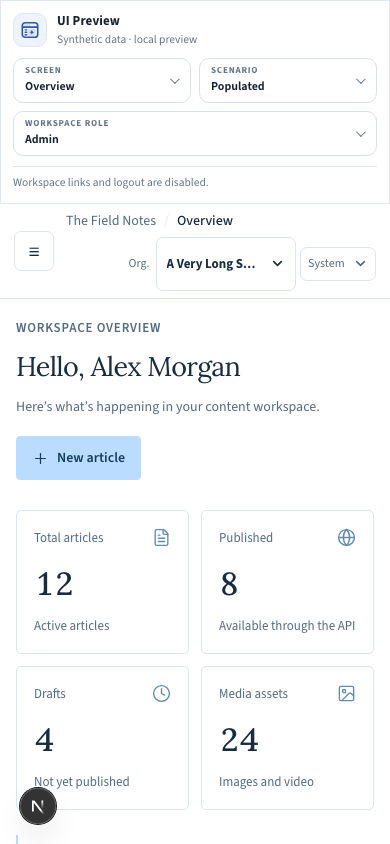 UI Preview
Synthetic data · local preview
SCREEN
Overview
SCENARIO
Populated
WORKSPACE ROLE
Admin
Workspace links and logout are disabled.
The Field Notes / Overview
Org.
A Very Long S...
System
WORKSPACE OVERVIEW
Hello, Alex Morgan
Here's what's happening in your content workspace.
New article
Total articles
12
Active articles
Published
8
Available through the API
Drafts
4
Not yet published
Media assets
24
Images and video
N